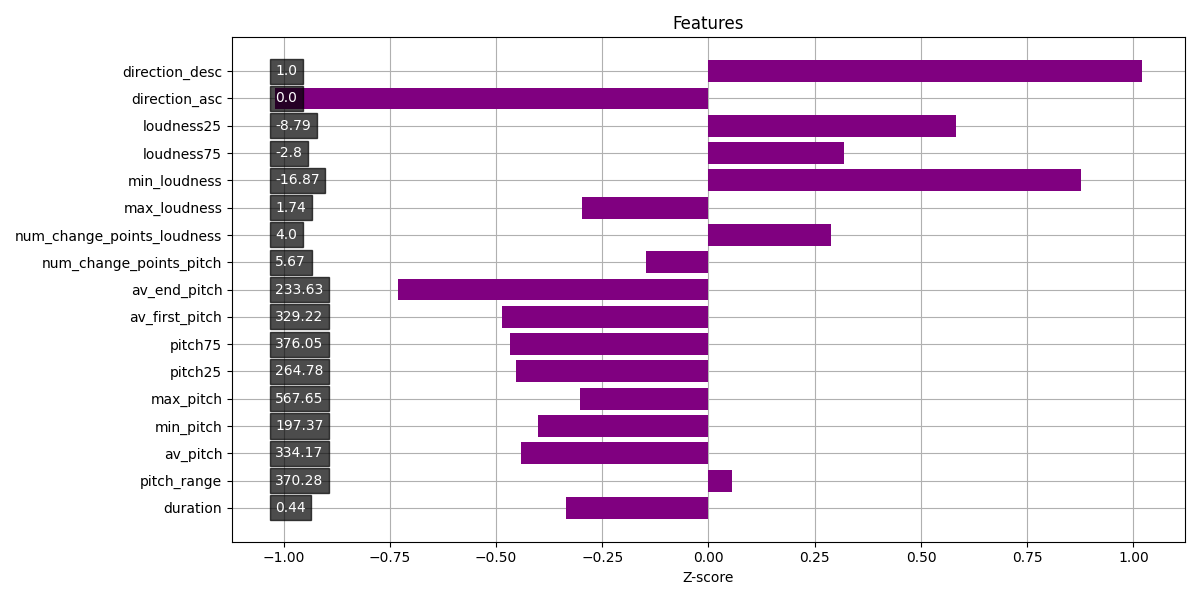 Features
direction_desc 1.0
direction_asc 0.0
loudness25 -8.79
loudness75 -2.8
min_loudness -16.87
max_loudness 1.74
num_change_points_loudness 4.0
num_change_points_pitch 5.67
av_end_pitch 233.63
av_first_pitch 329.22
pitch75 376.05
pitch25 264.78
max_pitch 567.65
min_pitch 197.37
av_pitch 334.17
pitch_range 370.28
duration 0.44
−1.00 −0.75 −0.50 −0.25 0.00 0.25 0.50 0.75 1.00
Z-score